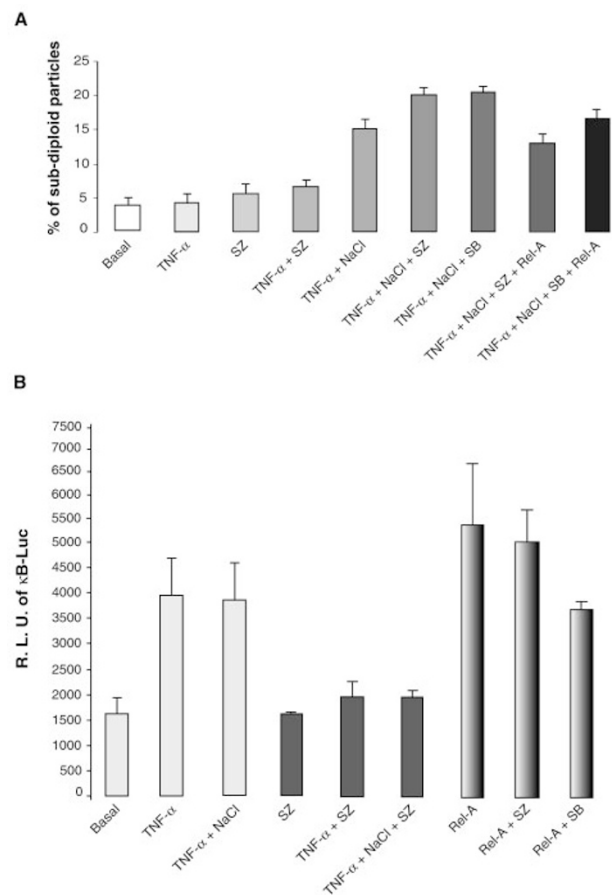 A
% of sub-diploid particles
25
20
15
10
5
0
Basal
TNF-α
SZ
TNF-α + SZ
TNF-α + NaCl
TNF-α + NaCl + SZ
TNF-α + NaCl + SB
TNF-α + NaCl + SZ + Rel-A
TNF-α + NaCl + SB + Rel-A
B
R. L. U. of κB-Luc
7500
7000
6500
6000
5500
5000
4500
4000
3500
3000
2500
2000
1500
1000
500
0
Basal
TNF-α
TNF-α + NaCl
SZ
TNF-α + SZ
TNF-α + NaCl + SZ
Rel-A
Rel-A + SZ
Rel-A + SB